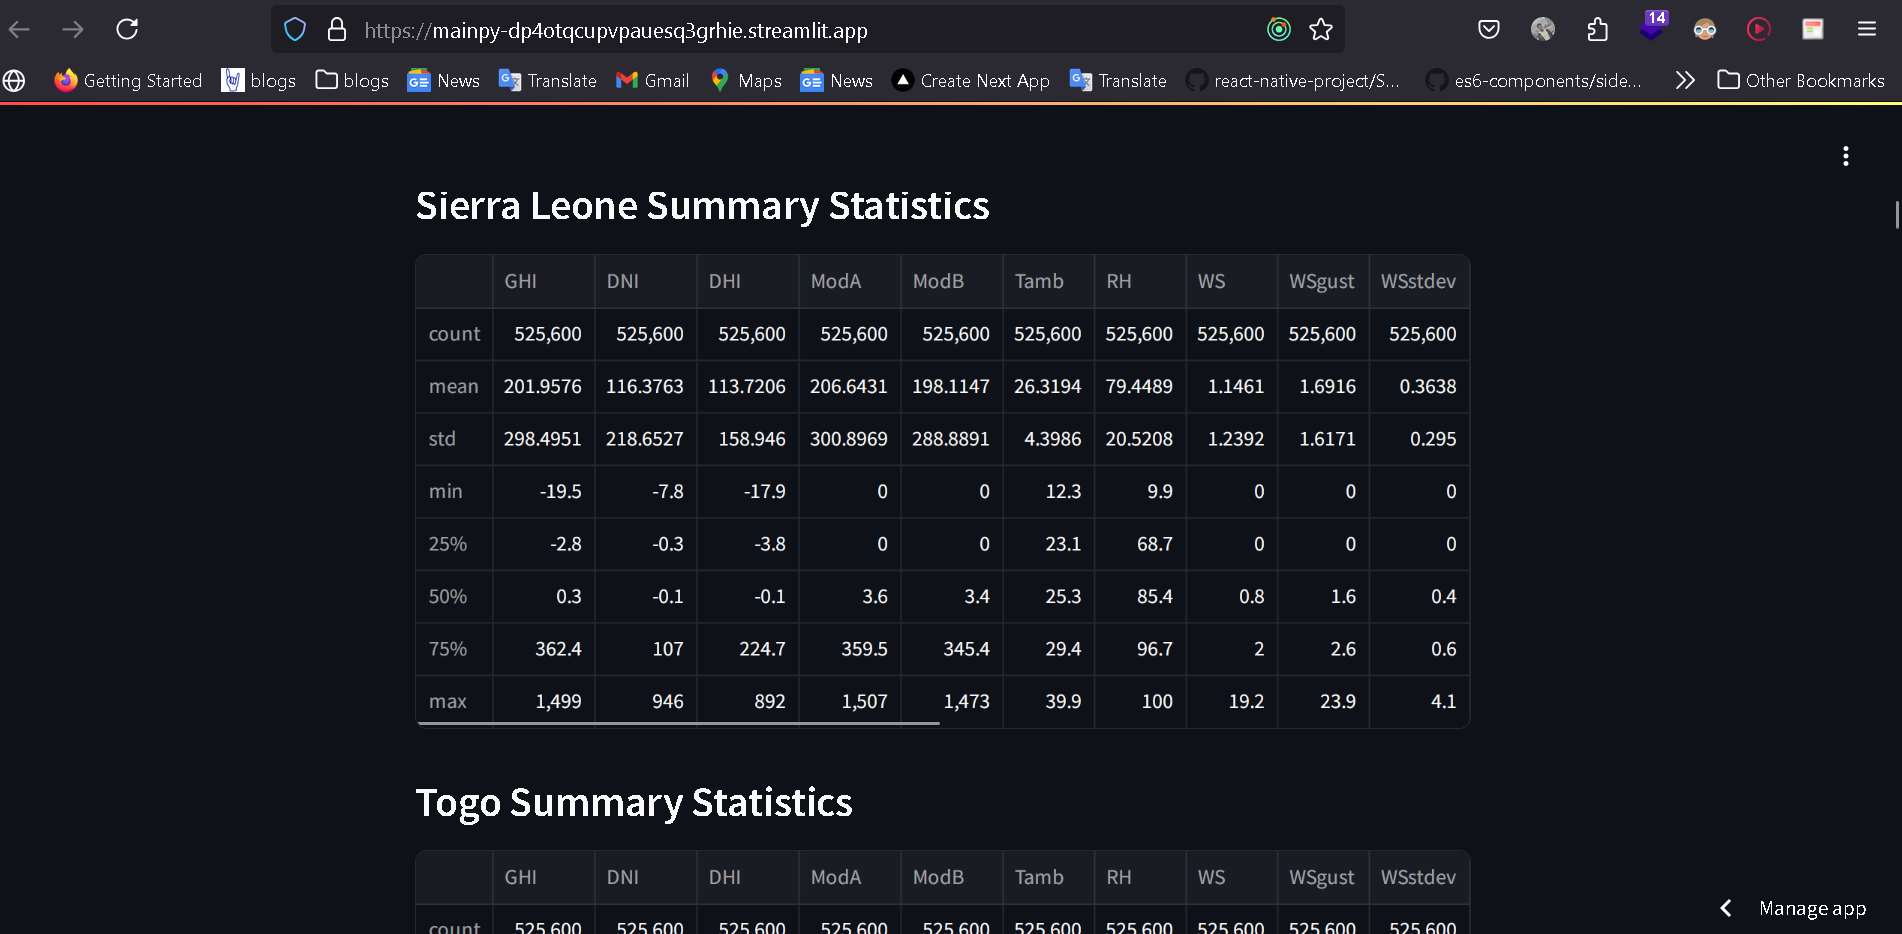 https://mainpy-dp4otqcupvpauesq3grhie.streamlit.app
14
Getting Started blogs blogs News Translate Gmail Maps News Create Next App Translate react-native-project/S... es6-components/side... Other Bookmarks
Sierra Leone Summary Statistics
GHI DNI DHI ModA ModB Tamb RH WS WSgust WSstdev
count 525,600 525,600 525,600 525,600 525,600 525,600 525,600 525,600 525,600 525,600
mean 201.9576 116.3763 113.7206 206.6431 198.1147 26.3194 79.4489 1.1461 1.6916 0.3638
std 298.4951 218.6527 158.946 300.8969 288.8891 4.3986 20.5208 1.2392 1.6171 0.295
min -19.5 -7.8 -17.9 0 0 12.3 9.9 0 0 0
25% -2.8 -0.3 -3.8 0 0 23.1 68.7 0 0 0
50% 0.3 -0.1 -0.1 3.6 3.4 25.3 85.4 0.8 1.6 0.4
75% 362.4 107 224.7 359.5 345.4 29.4 96.7 2 2.6 0.6
max 1,499 946 892 1,507 1,473 39.9 100 19.2 23.9 4.1
Togo Summary Statistics
GHI DNI DHI ModA ModB Tamb RH WS WSgust WSstdev
count 525,600 525,600 525,600 525,600 525,600 525,600 525,600 525,600 525,600 525,600
Manage app